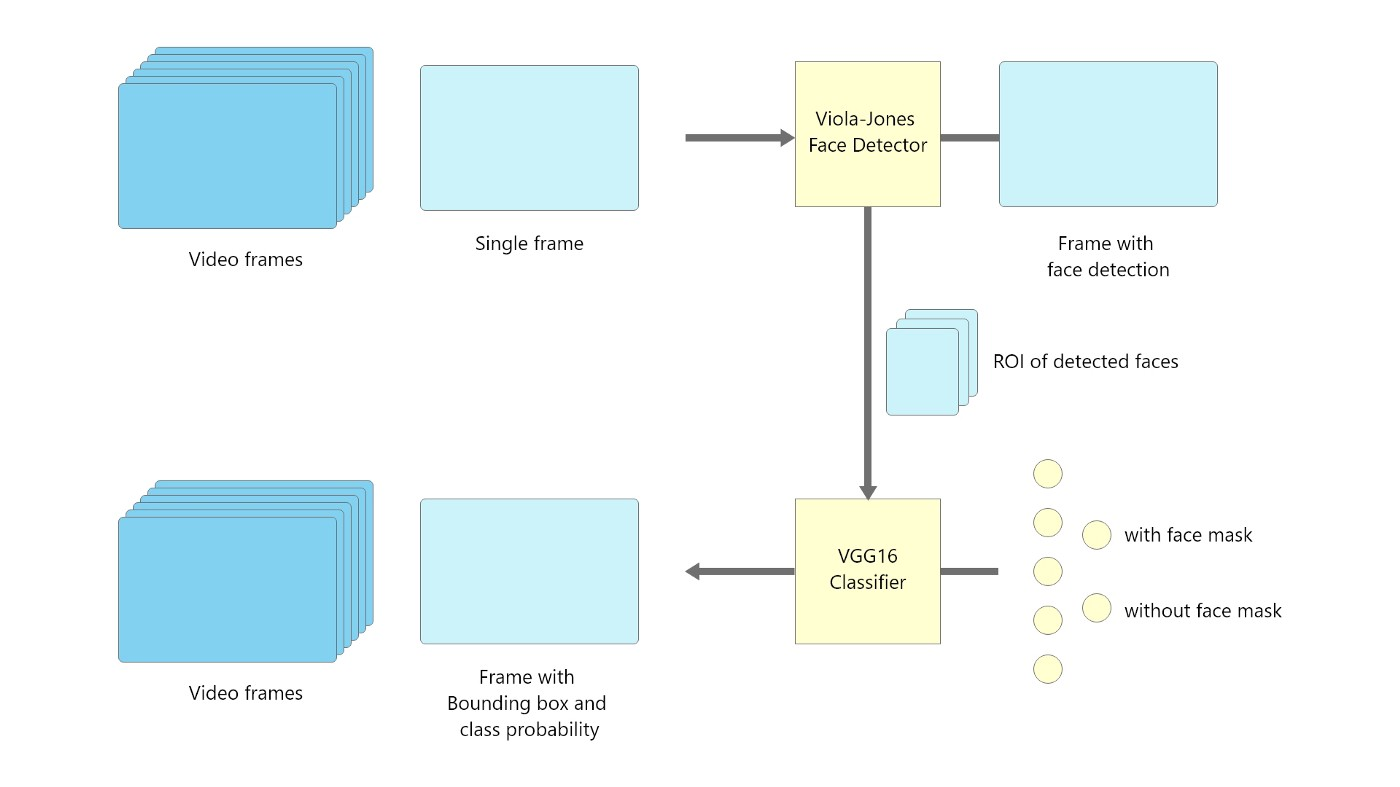 Viola-Jones
Face Detector
Video frames
Single frame
Frame with
face detection
ROI of detected faces
VGG16
Classifier
with face mask
without face mask
Video frames
Frame with
Bounding box and
class probability